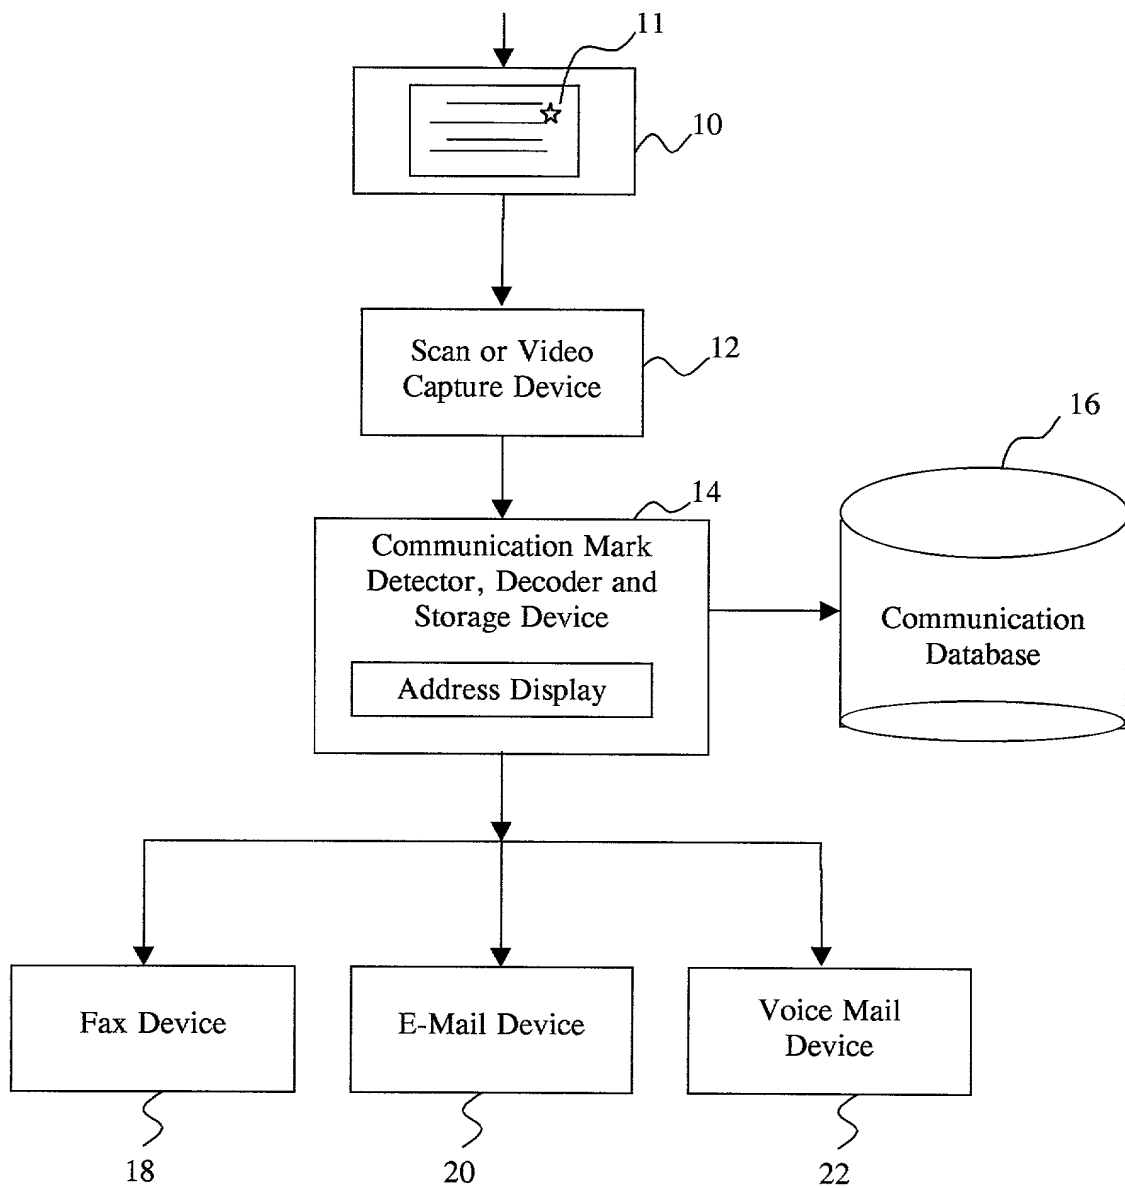 11
10
Scan or Video
Capture Device
12
16
14
Communication Mark
Detector, Decoder and
Storage Device
Address Display
Communication
Database
Fax Device
E-Mail Device
Voice Mail
Device
18
20
22